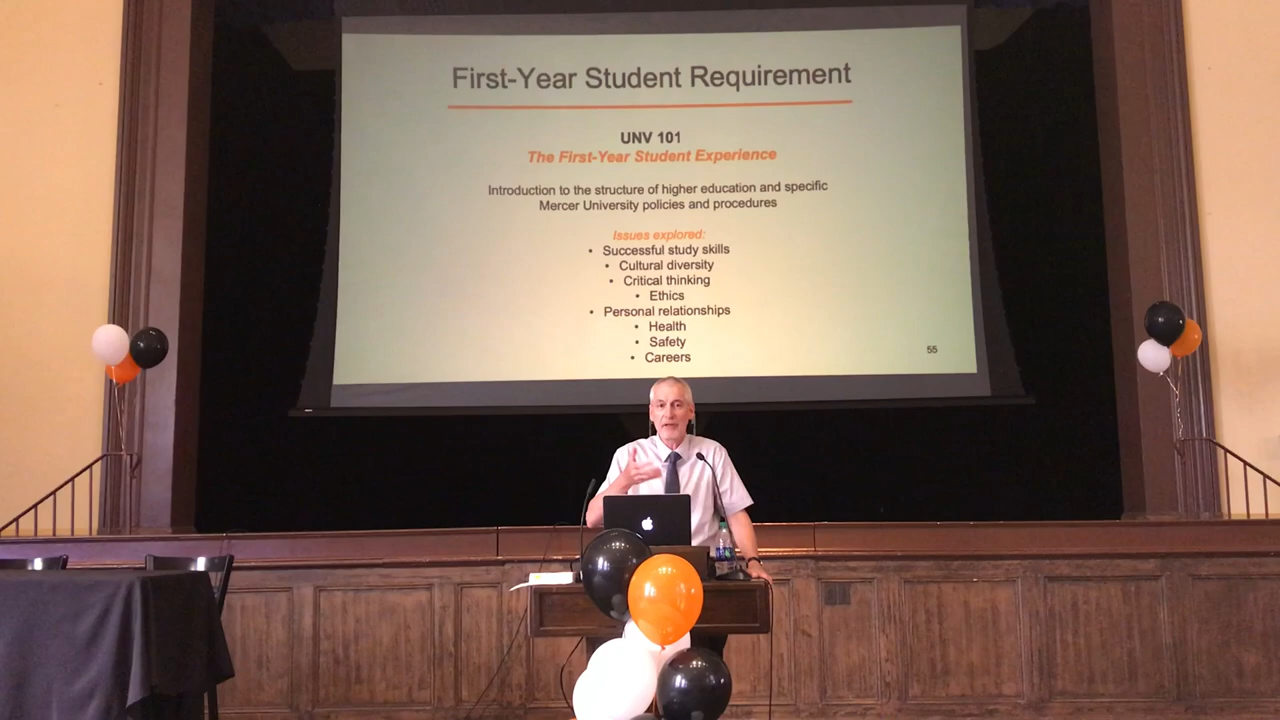 First-Year Student Requirement
UNV 101
The First-Year Student Experience
Introduction to the structure of higher education and specific
Mercer University policies and procedures
Issues explored:
• Successful study skills
• Cultural diversity
• Critical thinking
• Ethics
• Personal relationships
• Health
• Safety
• Careers
55